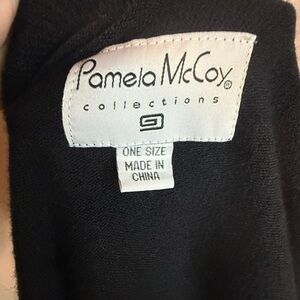 Pamela McCoy®
collections
ONE SIZE
MADE IN
CHINA